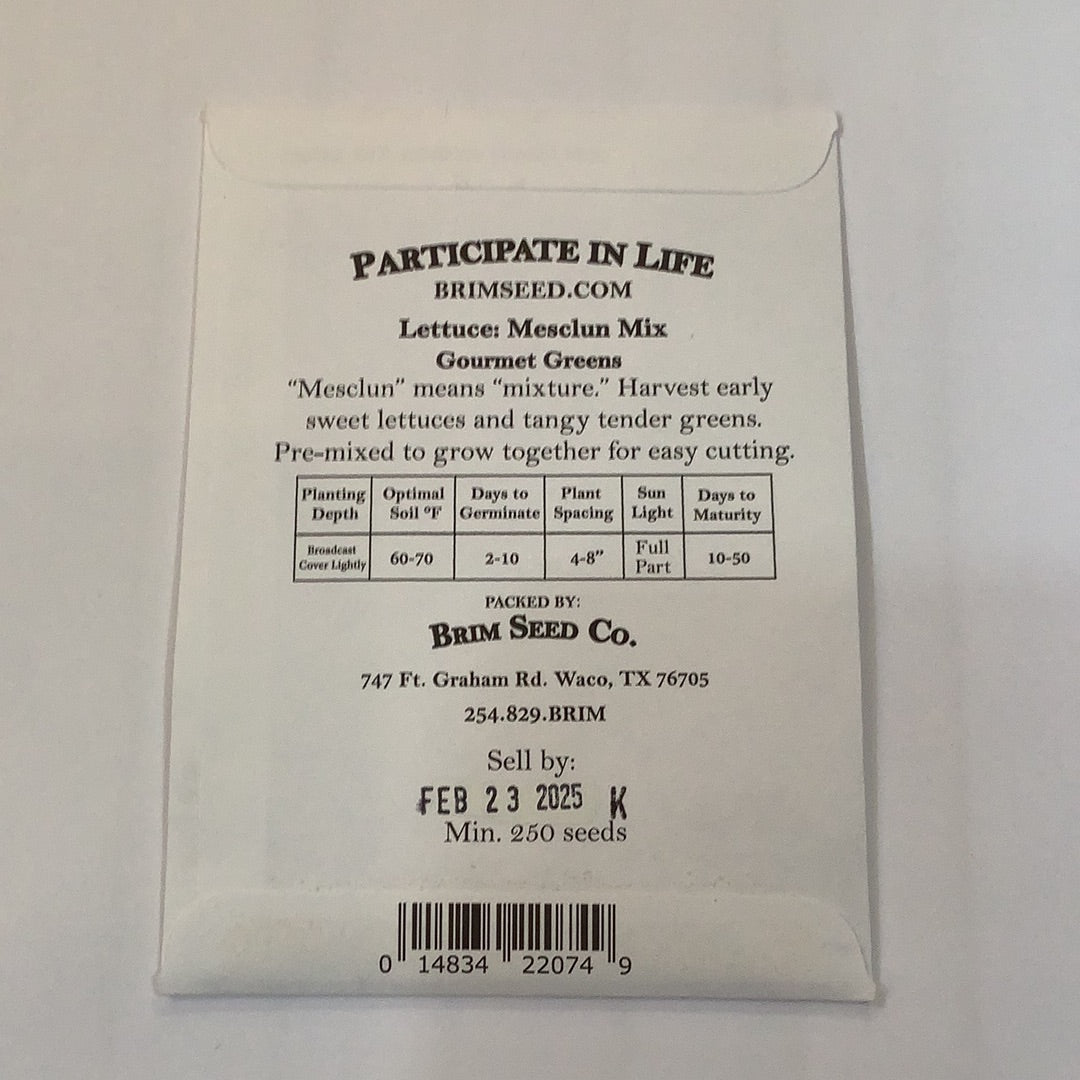 PARTICIPATE IN LIFE
BRIMSEED.COM
Lettuce: Mesclun Mix
Gourmet Greens
“Mesclun” means “mixture.” Harvest early
sweet lettuces and tangy tender greens.
Pre-mixed to grow together for easy cutting.
Planting Depth Optimal Soil ºF Days to Germinate Plant Spacing Sun Light Days to Maturity
Broadcast Cover Lightly 60-70 2-10 4-8” Full Part 10-50
PACKED BY:
BRIM SEED CO.
747 Ft. Graham Rd. Waco, TX 76705
254.829.BRIM
Sell by:
FEB 23 2025 K
Min. 250 seeds
0 14834 22074 9